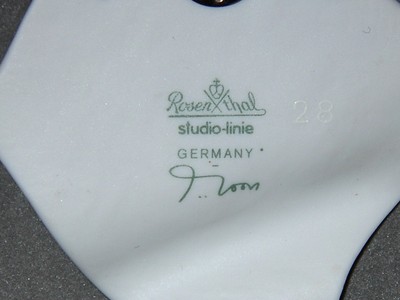 Rosenthal
studio-linie
GERMANY
28